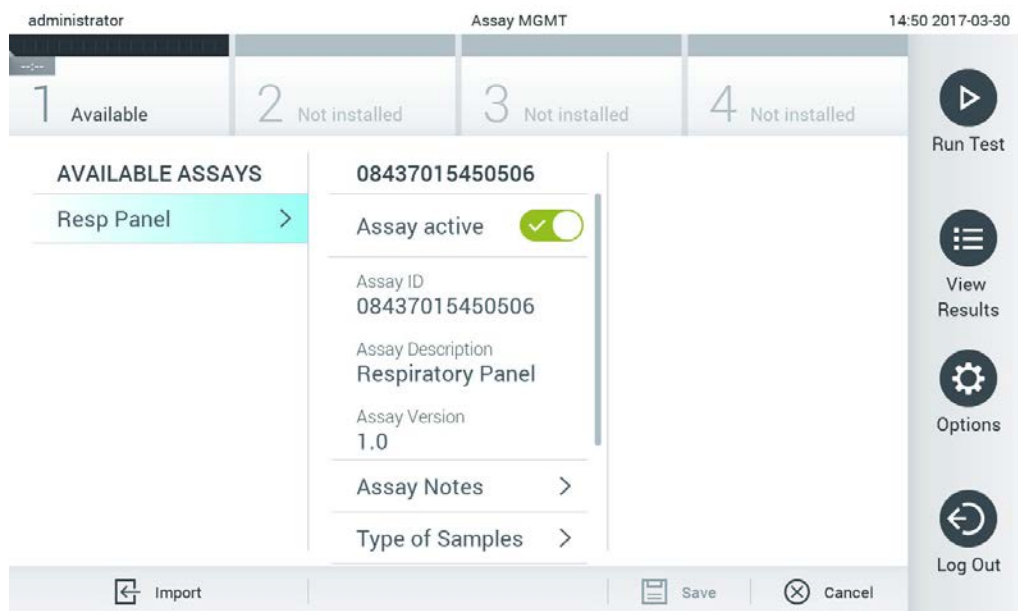 administrator
Assay MGMT
14:50 2017-03-30
--:--
1 Available
2 Not installed
3 Not installed
4 Not installed
Run Test
View
Results
Options
Log Out
AVAILABLE ASSAYS
Resp Panel
08437015450506
Assay active
Assay ID
08437015450506
Assay Description
Respiratory Panel
Assay Version
1.0
Assay Notes
Type of Samples
Import
Save
Cancel